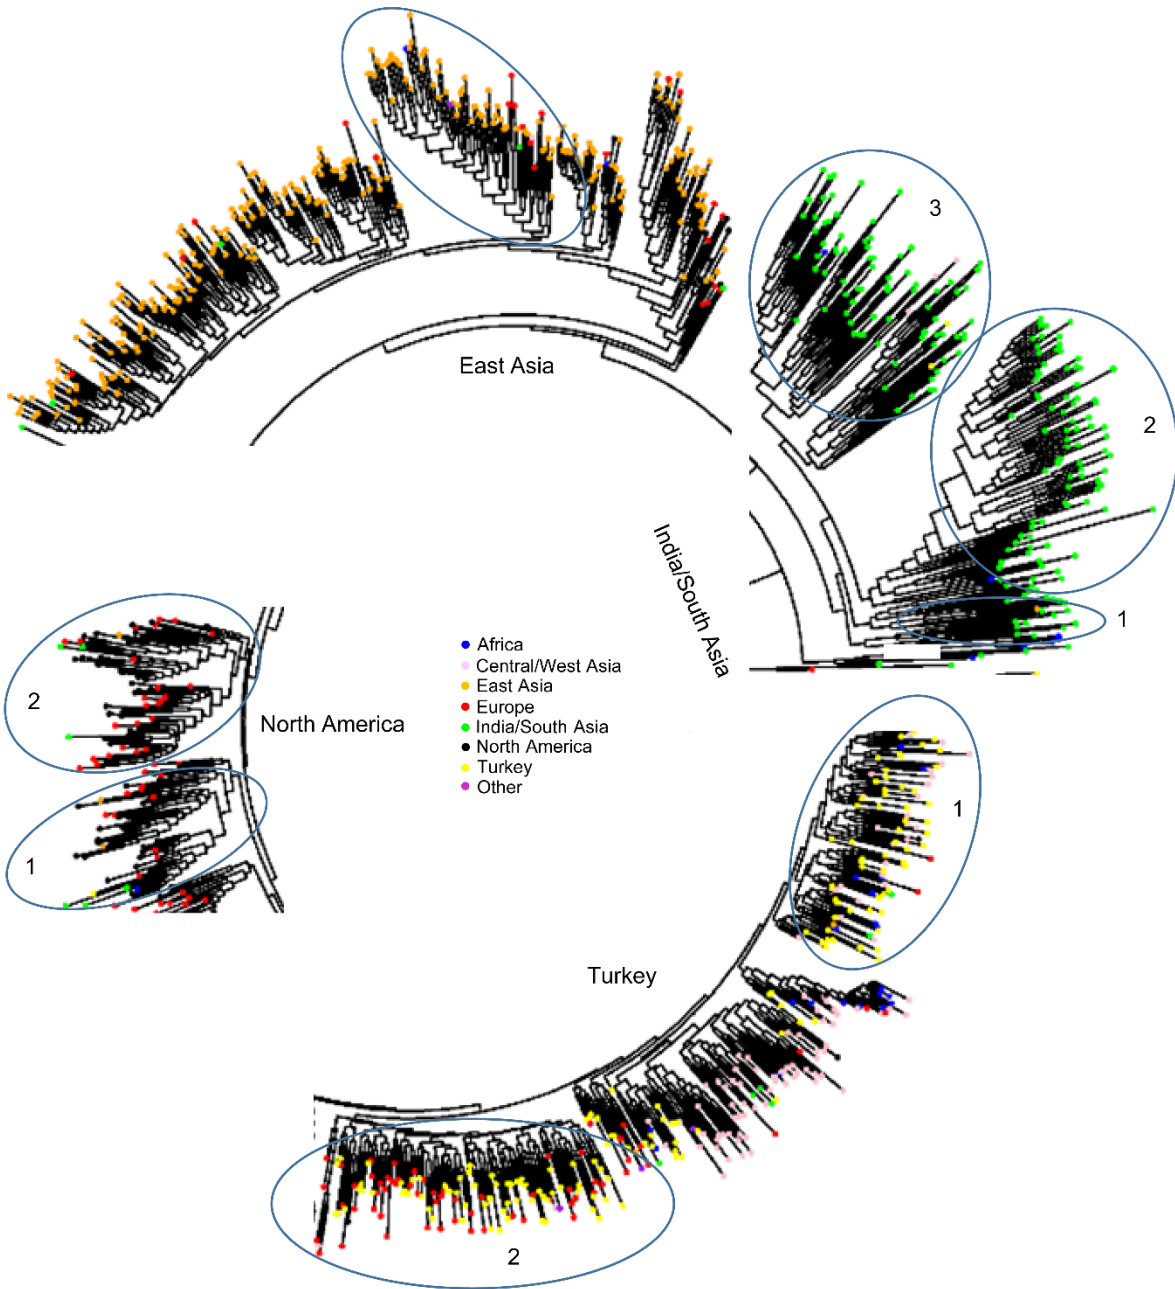 3
East Asia
2
India/South Asia
1
2
North America
1
Africa
Central/West Asia
East Asia
Europe
India/South Asia
North America
Turkey
Other
1
Turkey
2